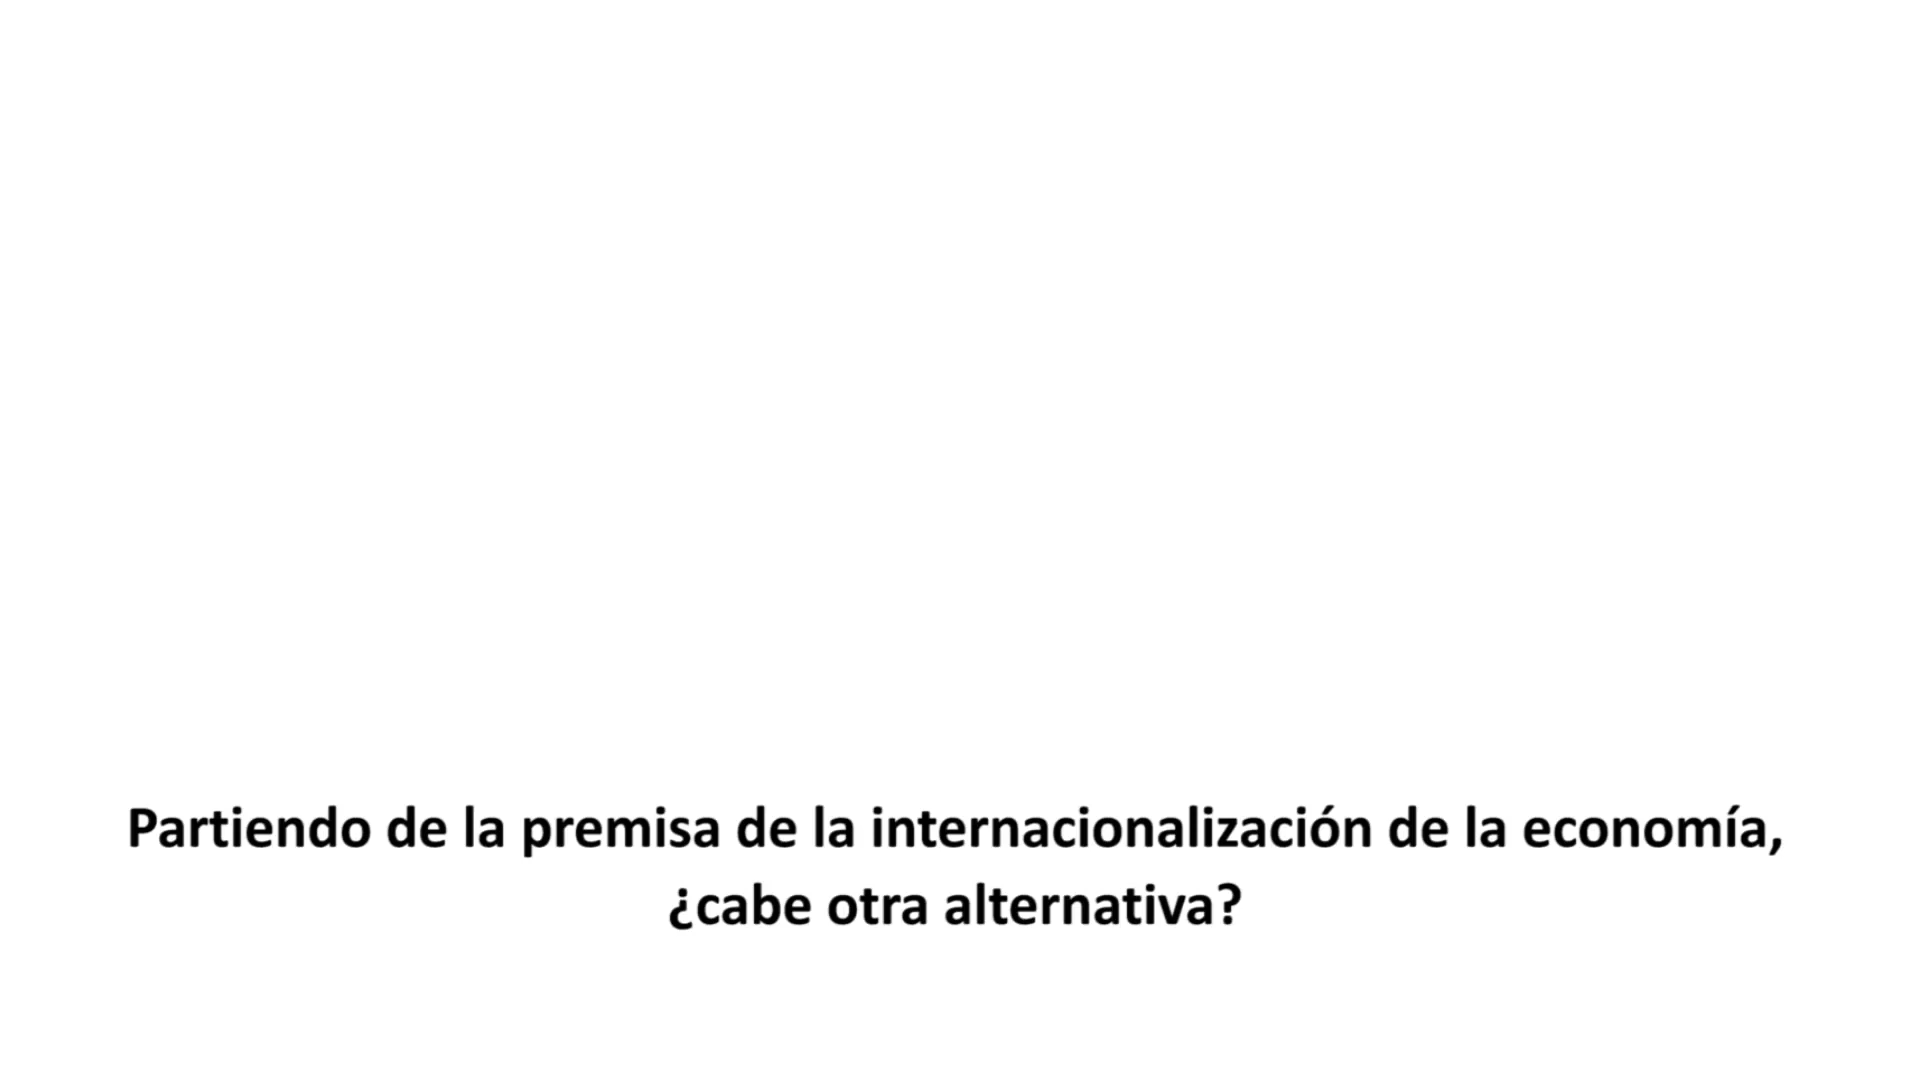 Partiendo de la premisa de la internacionalización de la economía,
¿cabe otra alternativa?